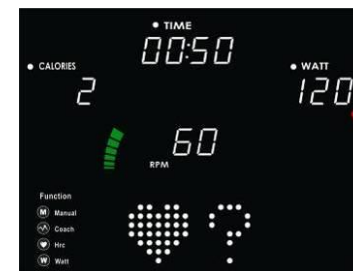 TIME
00:50
CALORIES
2
WATT
120
60
RPM
Function
M Manual
Coach
Hrc
W Watt
?